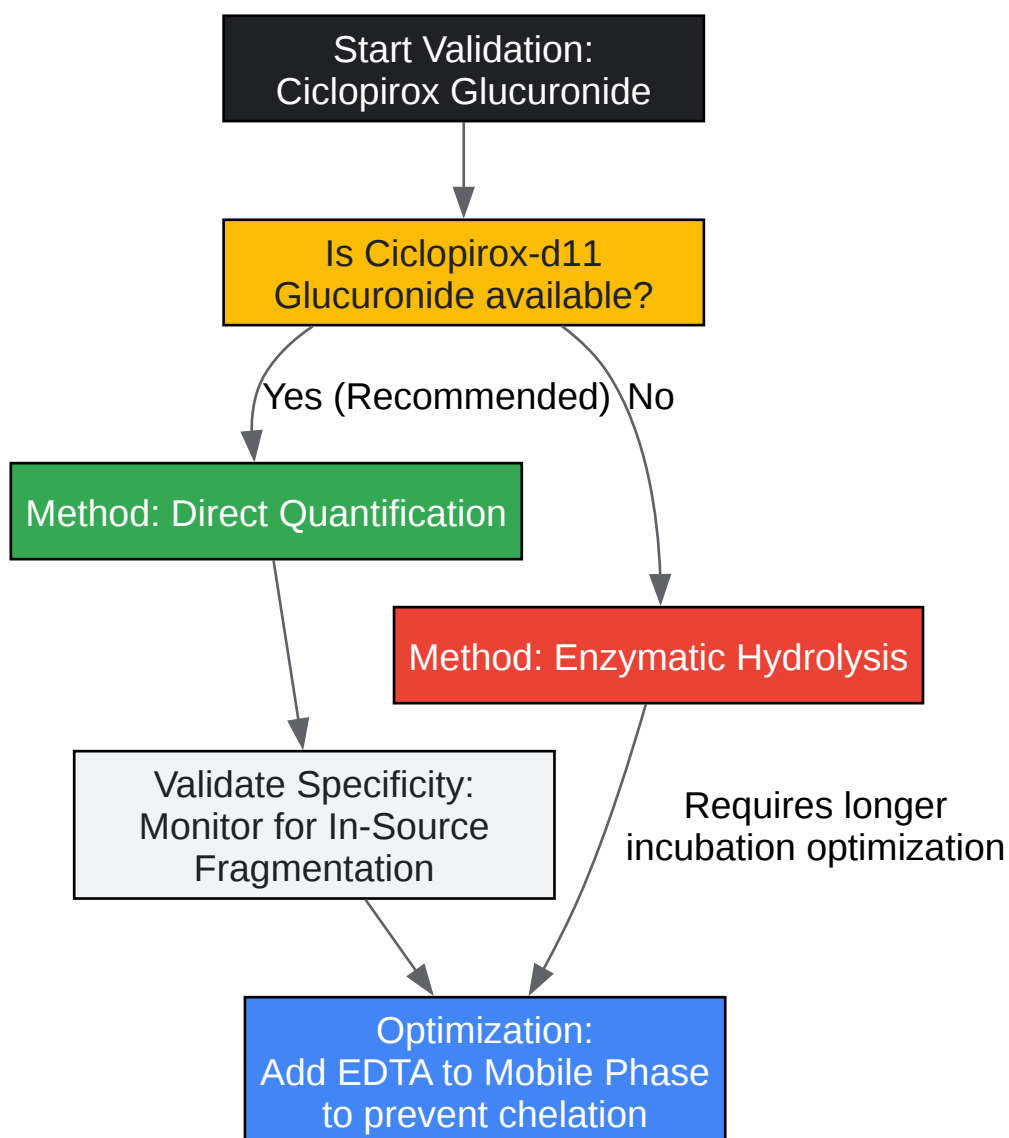 Start Validation:
Ciclopirox Glucuronide
Is Ciclopirox-d11
Glucuronide available?
Yes (Recommended)
No
Method: Direct Quantification
Method: Enzymatic Hydrolysis
Validate Specificity:
Monitor for In-Source
Fragmentation
Requires longer
incubation optimization
Optimization:
Add EDTA to Mobile Phase
to prevent chelation